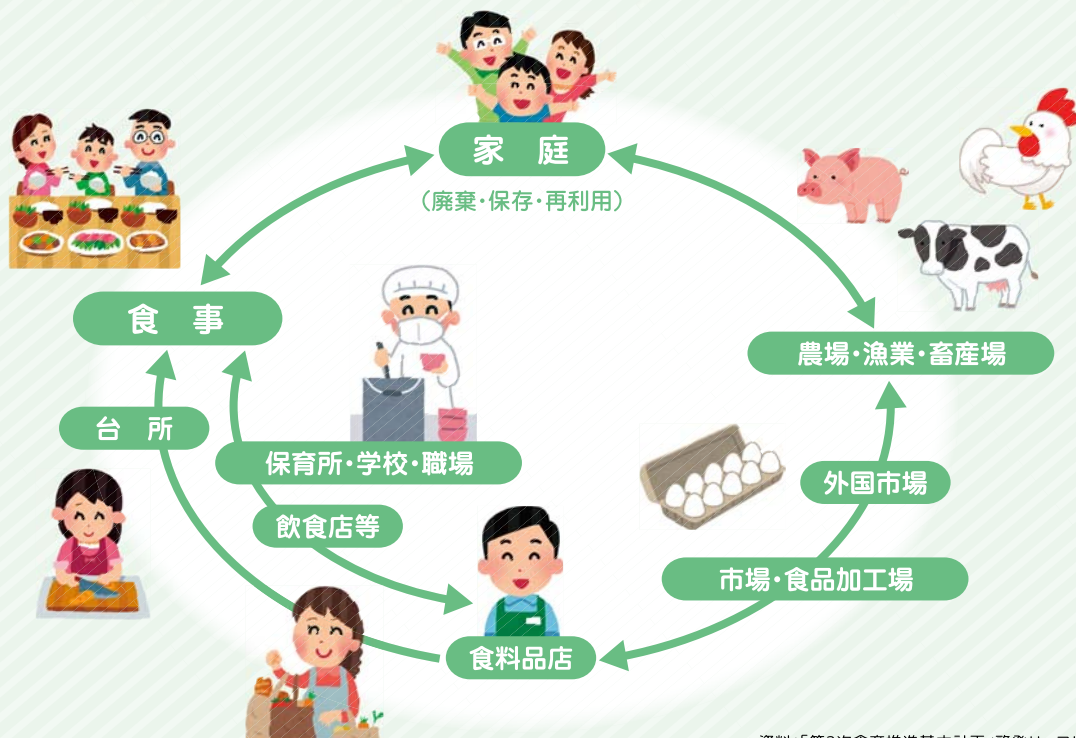 家　庭
（廃棄・保存・再利用）
食　事
農場・漁業・畜産場
台　所
保育所・学校・職場
外国市場
飲食店等
市場・食品加工場
食料品店